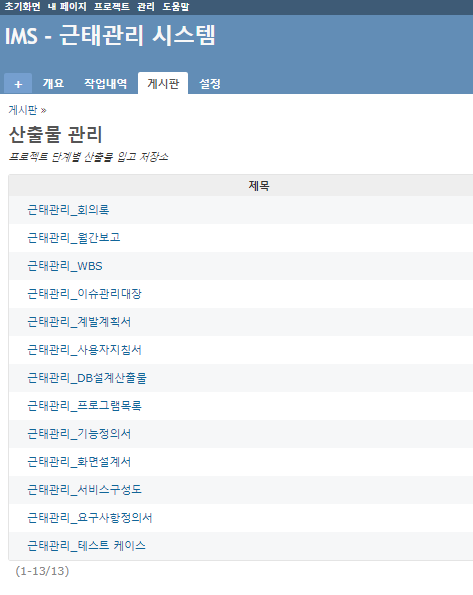 초기화면 내 페이지 프로젝트 관리 도움말
IMS - 근태관리 시스템
+ 개요 작업내역 게시판 설정
게시판 »
산출물 관리
프로젝트 단계별 산출물 입고 저장소
제목
근태관리_회의록
근태관리_월간보고
근태관리_WBS
근태관리_이슈관리대장
근태관리_개발계획서
근태관리_사용자지침서
근태관리_DB설계산출물
근태관리_프로그램목록
근태관리_기능정의서
근태관리_화면설계서
근태관리_서비스구성도
근태관리_요구사항정의서
근태관리_테스트 케이스
(1-13/13)